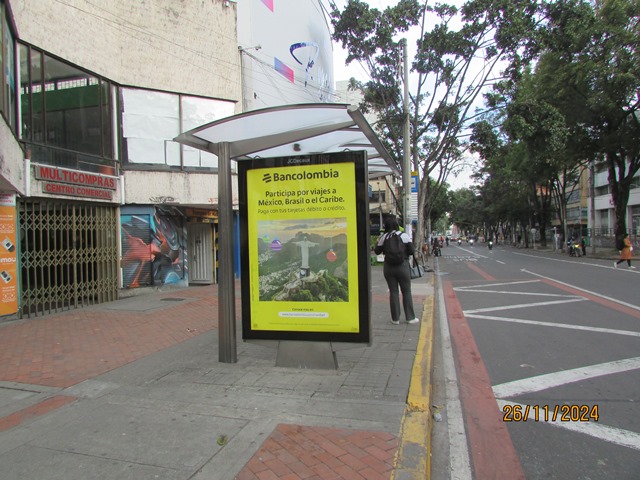 MULTICOMPRAS
CENTRO COMERCIAL
JCDecaux
Bancolombia
Participa por viajes a
México, Brasil o el Caribe.
Paga con tus tarjetas débito o crédito.
26/11/2024